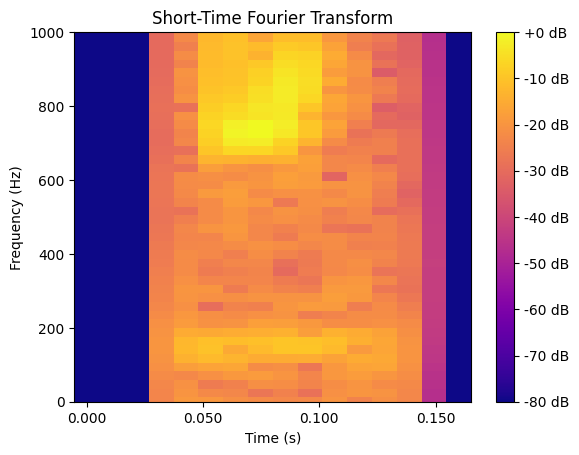 Short-Time Fourier Transform
1000
800
600
400
200
0
Frequency (Hz)
0.000
0.050
0.100
0.150
Time (s)
+0 dB
-10 dB
-20 dB
-30 dB
-40 dB
-50 dB
-60 dB
-70 dB
-80 dB